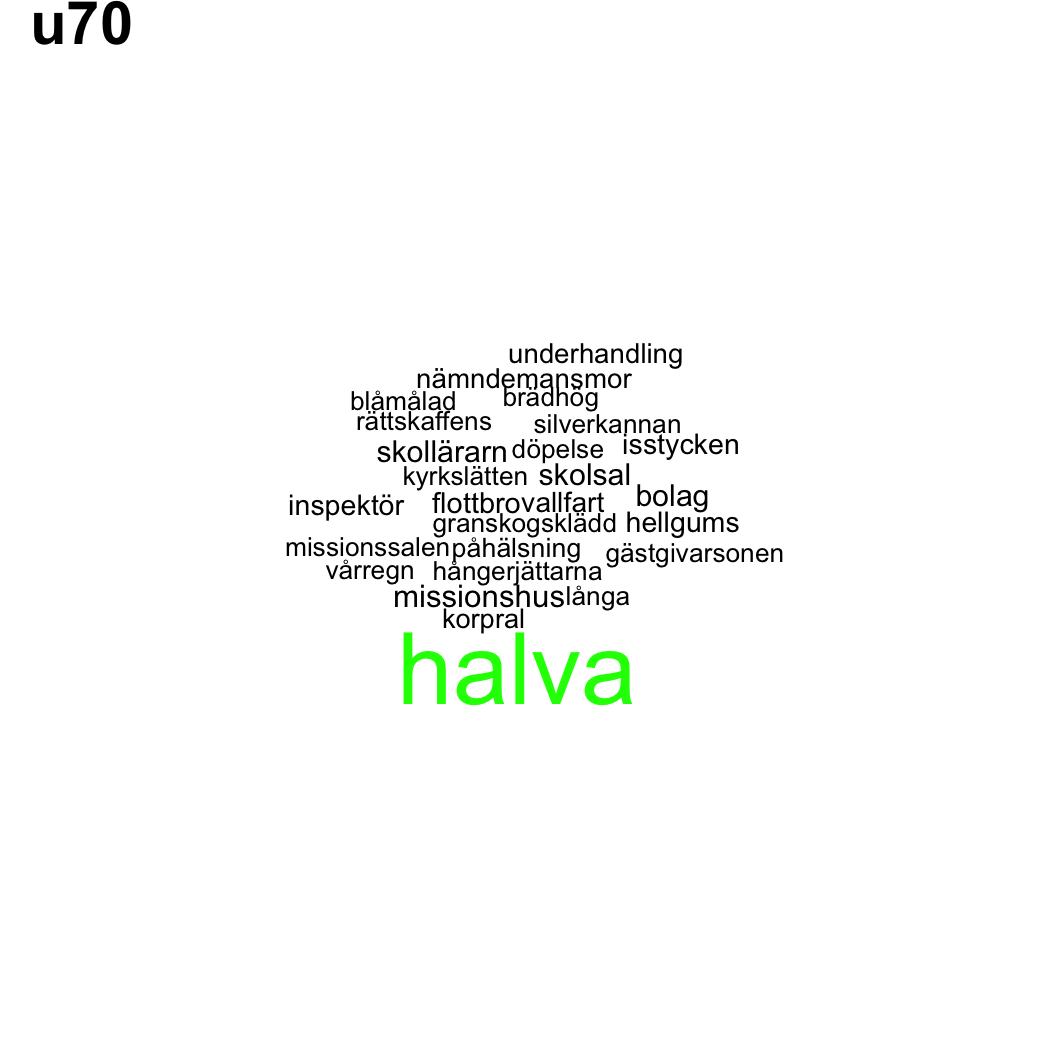 u70
underhandling
nämndemansmor
blåmålad brädhög
rättskaffens silverkannan
skollärarn döpelse isstycken
kyrkslätten skolsal
inspektör flottbrovallfart bolag
granskogsklädd hellgums
missionssalen påhälsning gästgivarsonen
vårregn hångerjättarna
missionshus långa
korpral
halva